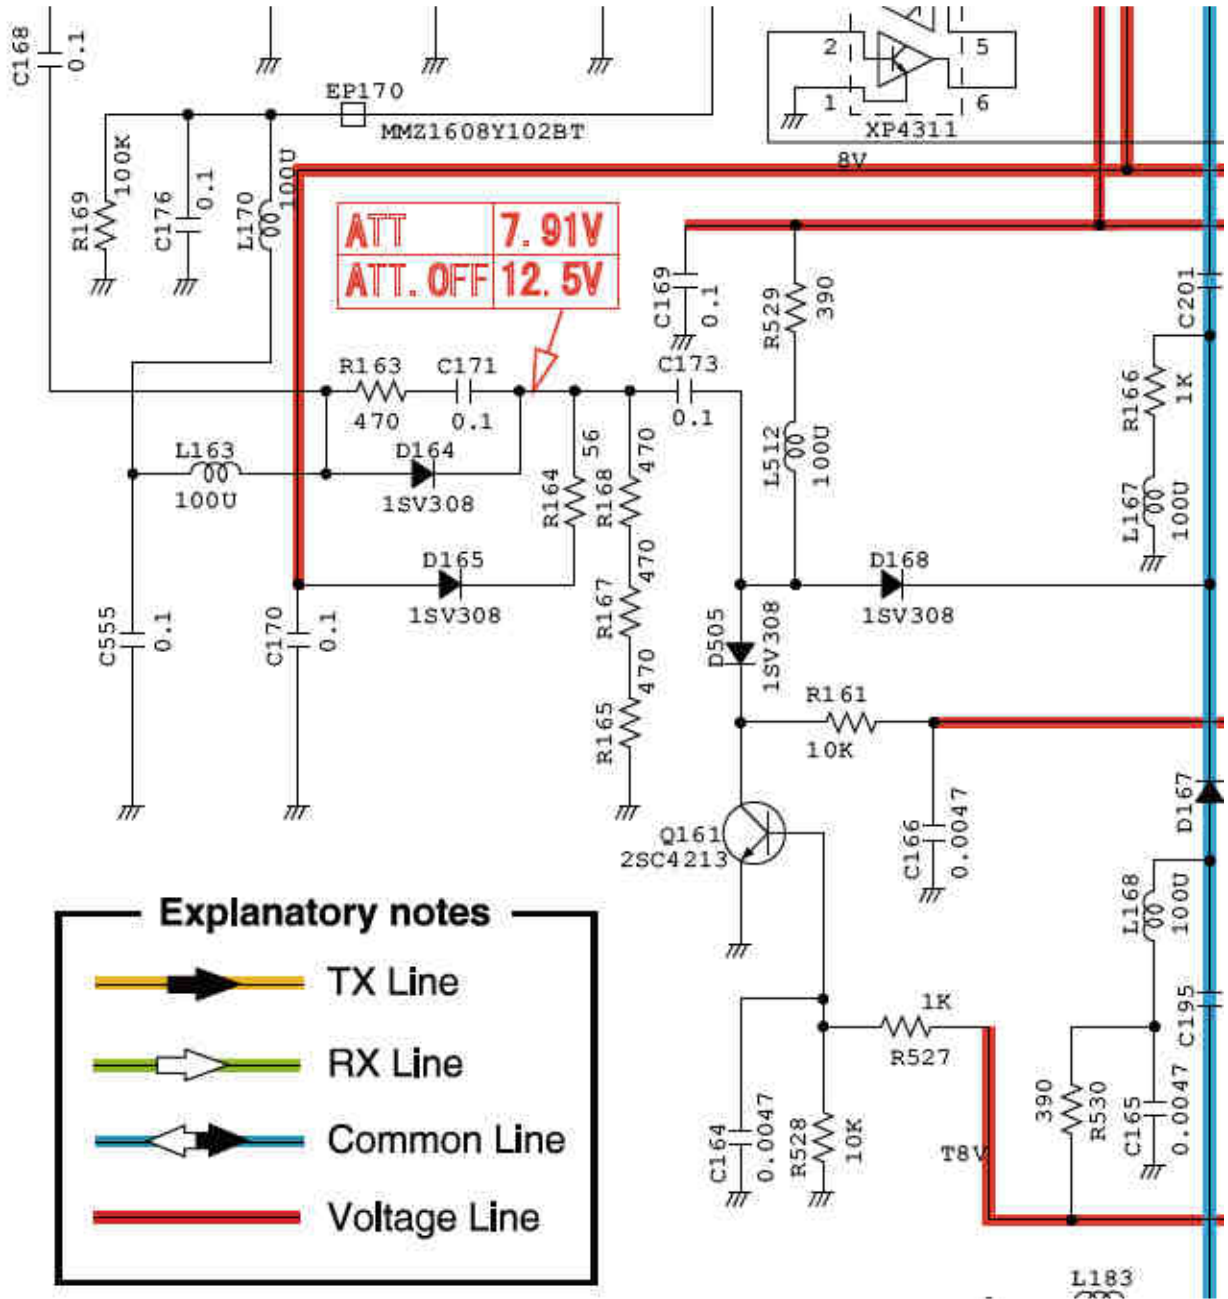 C168
0.1
EP170
MMZ1608Y102BT
2
5
1
6
XP4311
8V
R169
100K
C176
0.1
L170
100U
ATT 7.91V
ATT.OFF 12.5V
C169
0.1
R529
390
C201
R163
470
C171
0.1
C173
0.1
R166
1K
L163
100U
D164
1SV308
R164
56
R168
470
L512
100U
L167
100U
D165
1SV308
R167
470
D168
1SV308
C555
0.1
C170
0.1
D505
1SV308
R165
470
R161
10K
D167
Q161
2SC4213
C166
0.0047
L168
100U
Explanatory notes
TX Line
RX Line
Common Line
Voltage Line
1K
R527
C195
C164
0.0047
R528
10K
T8V
390
R530
C165
0.0047
L183